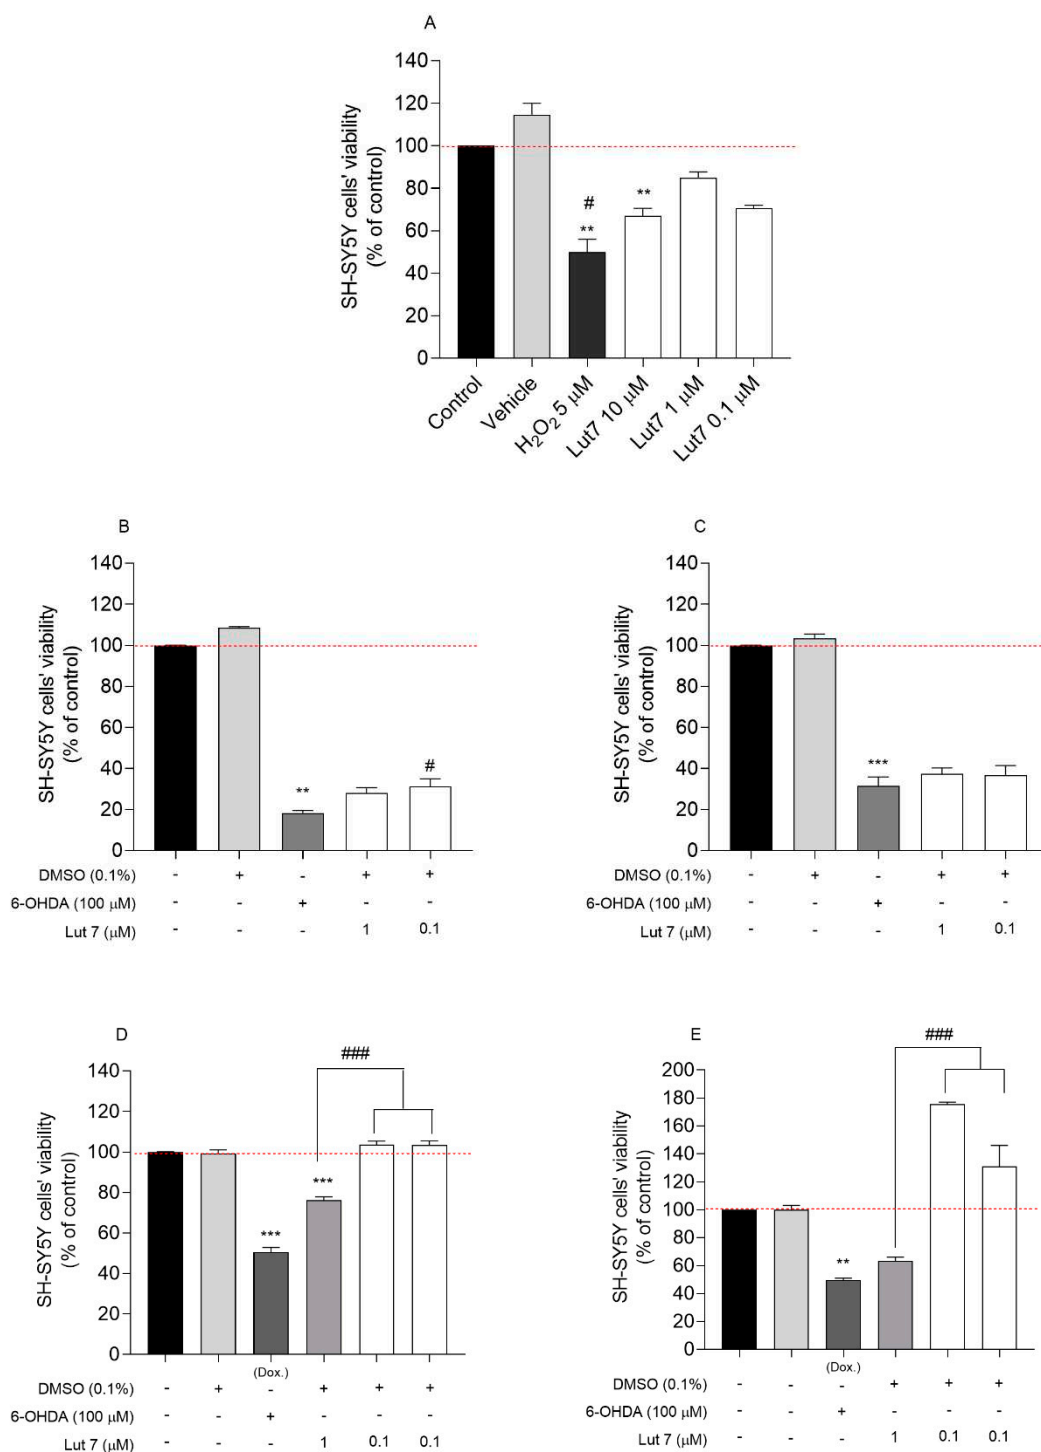 A
SH-SY5Y cells' viability
(% of control)
140
120
100
80
60
40
20
0
#
**
**
Control
Vehicle
H₂O₂ 5 μM
Lut7 10 μM
Lut7 1 μM
Lut7 0.1 μM
B
SH-SY5Y cells' viability
(% of control)
140
120
100
80
60
40
20
0
**
#
DMSO (0.1%) - + - + +
6-OHDA (100 μM) - - + - -
Lut 7 (μM) - - - 1 0.1
C
SH-SY5Y cells' viability
(% of control)
140
120
100
80
60
40
20
0
***
DMSO (0.1%) - + - + +
6-OHDA (100 μM) - - + - -
Lut 7 (μM) - - - 1 0.1
D
SH-SY5Y cells' viability
(% of control)
140
120
100
80
60
40
20
0
###
***
***
(Dox.)
DMSO (0.1%) - + - + + +
6-OHDA (100 μM) - - + - - -
Lut 7 (μM) - - - 1 0.1 0.1
E
SH-SY5Y cells' viability
(% of control)
200
180
160
140
120
100
80
60
40
20
0
###
**
(Dox.)
DMSO (0.1%) - - - + + +
6-OHDA (100 μM) - - + - - -
Lut 7 (μM) - - - 1 0.1 0.1